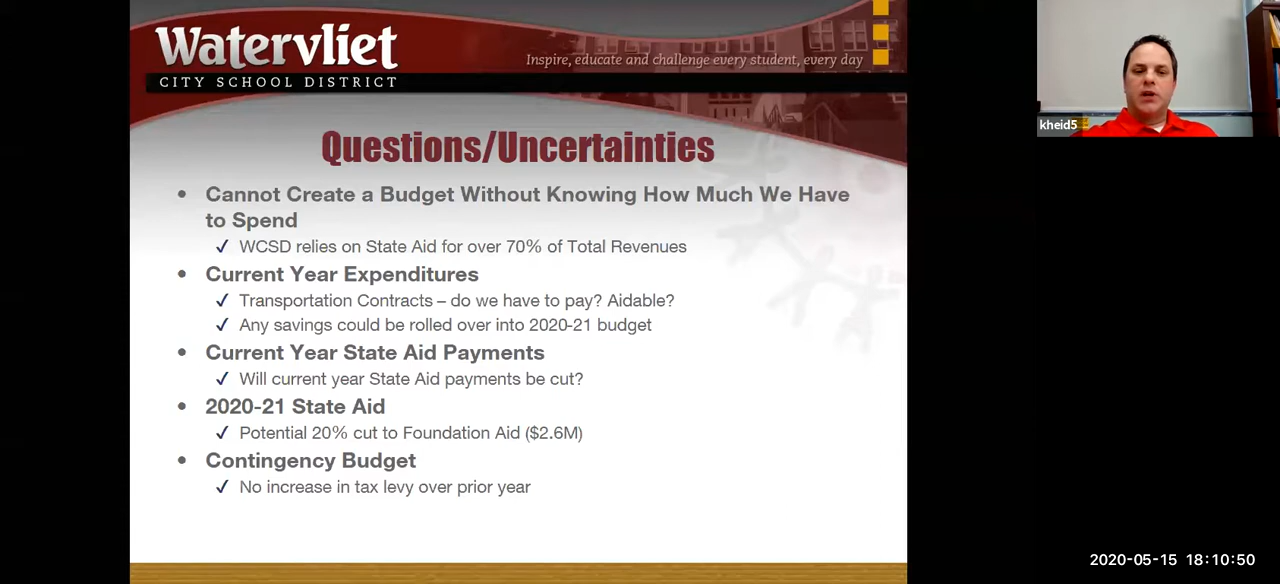 Watervliet
CITY SCHOOL DISTRICT
Inspire, educate and challenge every student, every day
kheid5
Questions/Uncertainties
• Cannot Create a Budget Without Knowing How Much We Have
to Spend
✓ WCSD relies on State Aid for over 70% of Total Revenues
• Current Year Expenditures
✓ Transportation Contracts – do we have to pay? Aidable?
✓ Any savings could be rolled over into 2020-21 budget
• Current Year State Aid Payments
✓ Will current year State Aid payments be cut?
• 2020-21 State Aid
✓ Potential 20% cut to Foundation Aid ($2.6M)
• Contingency Budget
✓ No increase in tax levy over prior year
2020-05-15 18:10:50